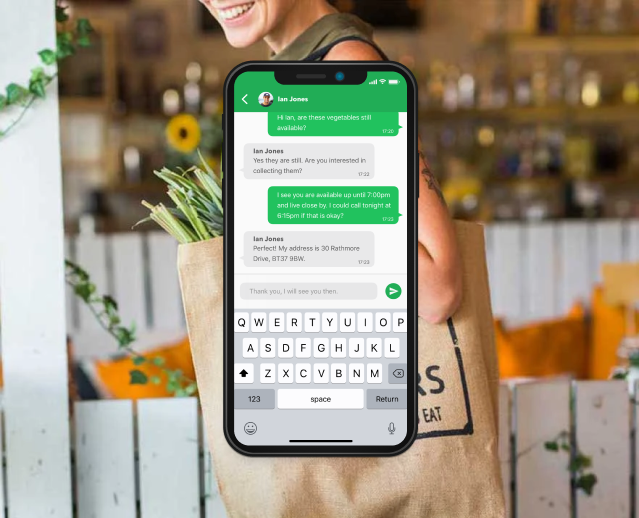 Ian Jones
Hi Ian, are these vegetables still
available?
17:20
Ian Jones
Yes they are still. Are you interested in
collecting them?
17:22
I see you are available up until 7:00pm
and live close by. I could call tonight at
6:15pm if that is okay?
17:23
Ian Jones
Perfect! My address is 30 Rathmore
Drive, BT37 9BW.
17:23
Thank you, I will see you then.
Q W E R T Y U I O P
A S D F G H J K L
Z X C V B N M
123 space Return
RS
EAT